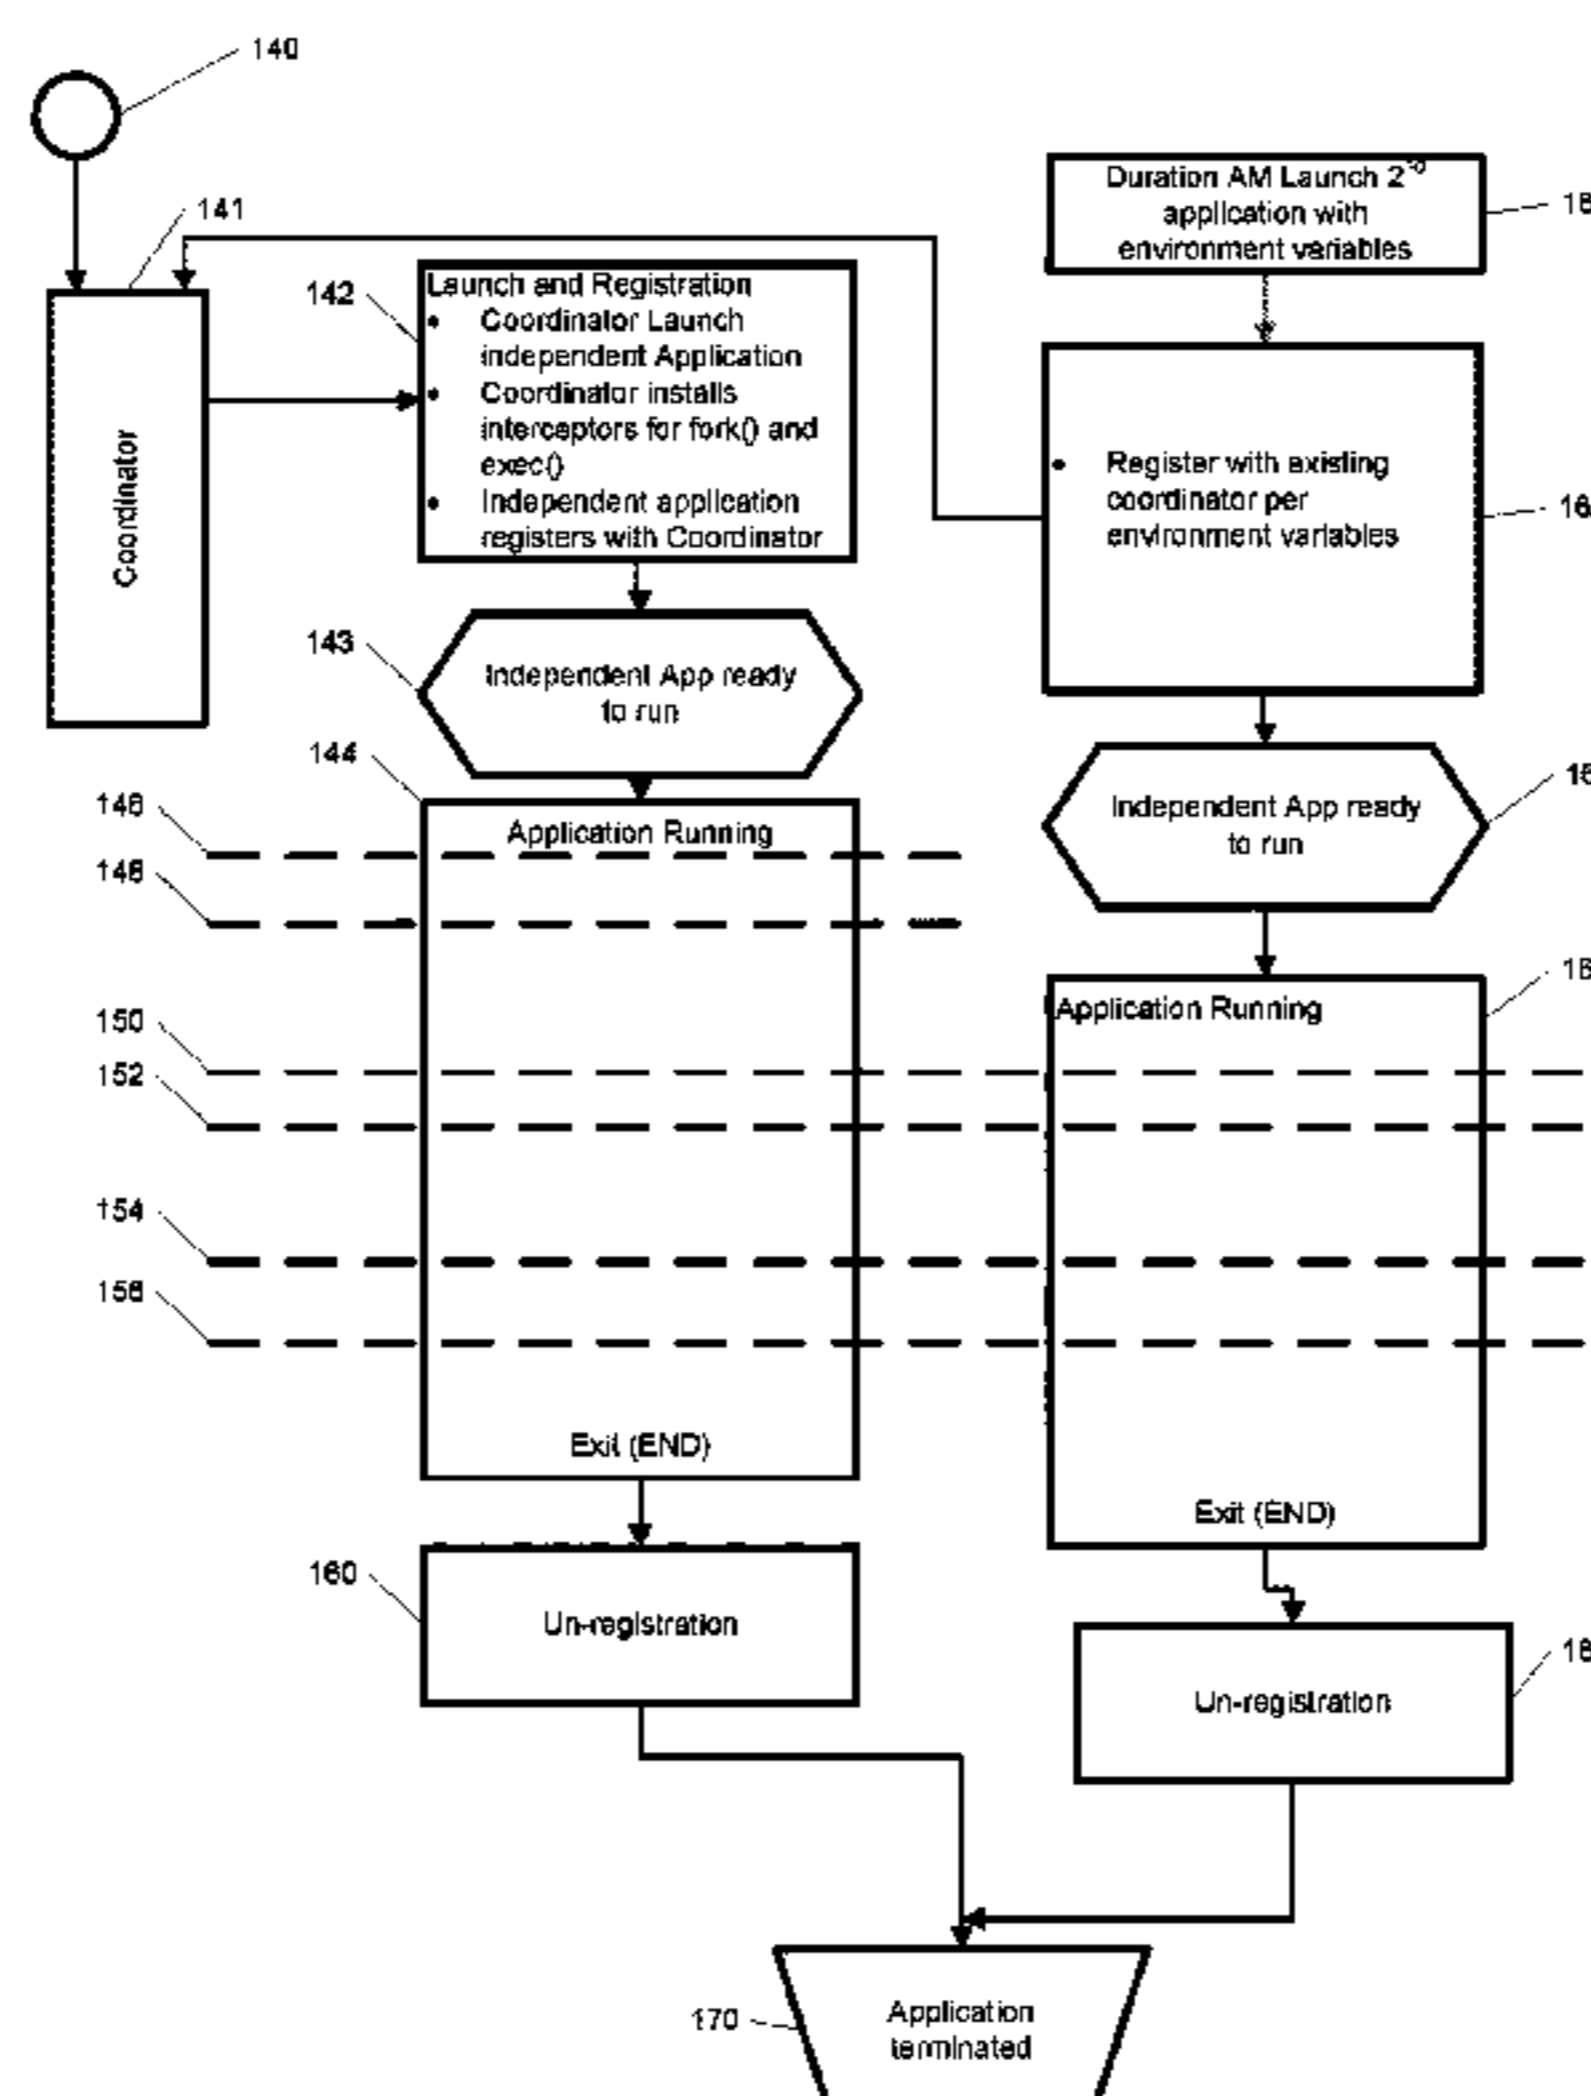 140
141
Coordinator
142
Launch and Registration
• Coordinator Launch
independent Application
• Coordinator installs
interceptors for fork() and
exec()
• Independent application
registers with Coordinator
143
Independent App ready
to run
144
Application Running
146
148
150
152
154
156
Exit (END)
160
Un-registration
Duration AM Launch
application with
environment variables
• Register with existing
coordinator per
environment variables
Independent App ready
to run
Application Running
Exit (END)
Un-registration
170
Application
terminated